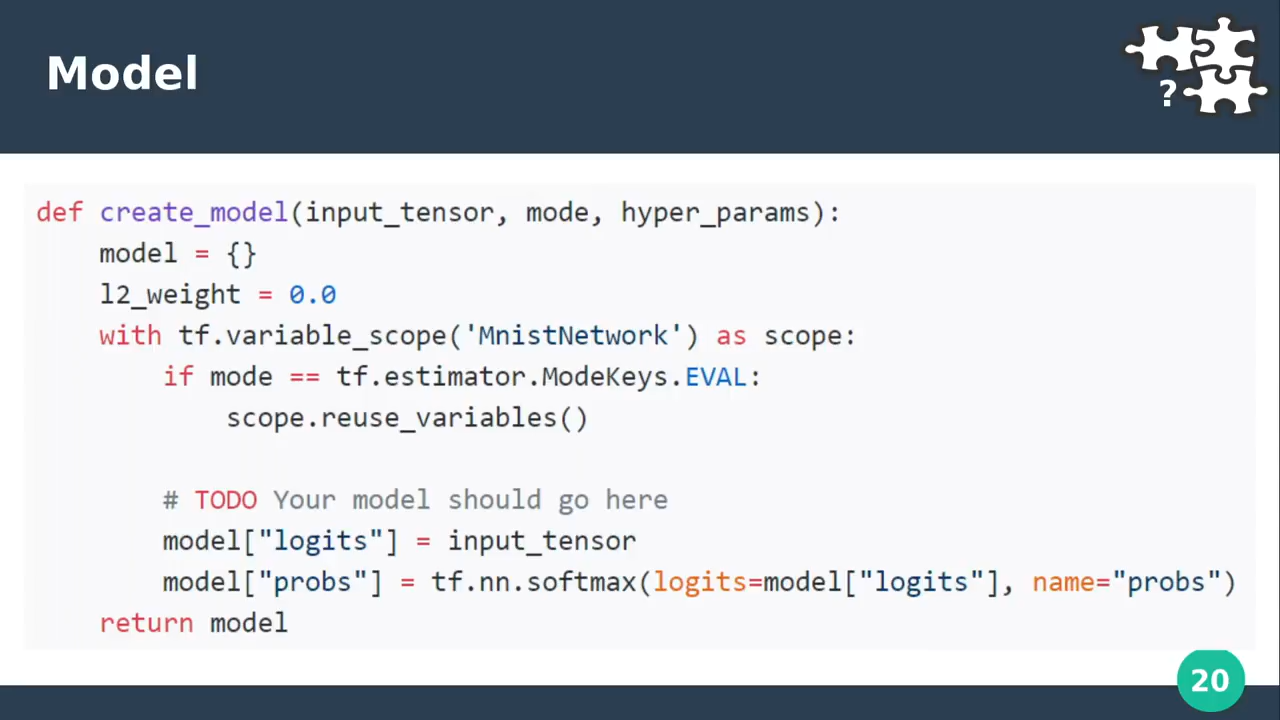 Model
?
def create_model(input_tensor, mode, hyper_params):
    model = {}
    l2_weight = 0.0
    with tf.variable_scope('MnistNetwork') as scope:
        if mode == tf.estimator.ModeKeys.EVAL:
            scope.reuse_variables()
        # TODO Your model should go here
        model["logits"] = input_tensor
        model["probs"] = tf.nn.softmax(logits=model["logits"], name="probs")
    return model
20